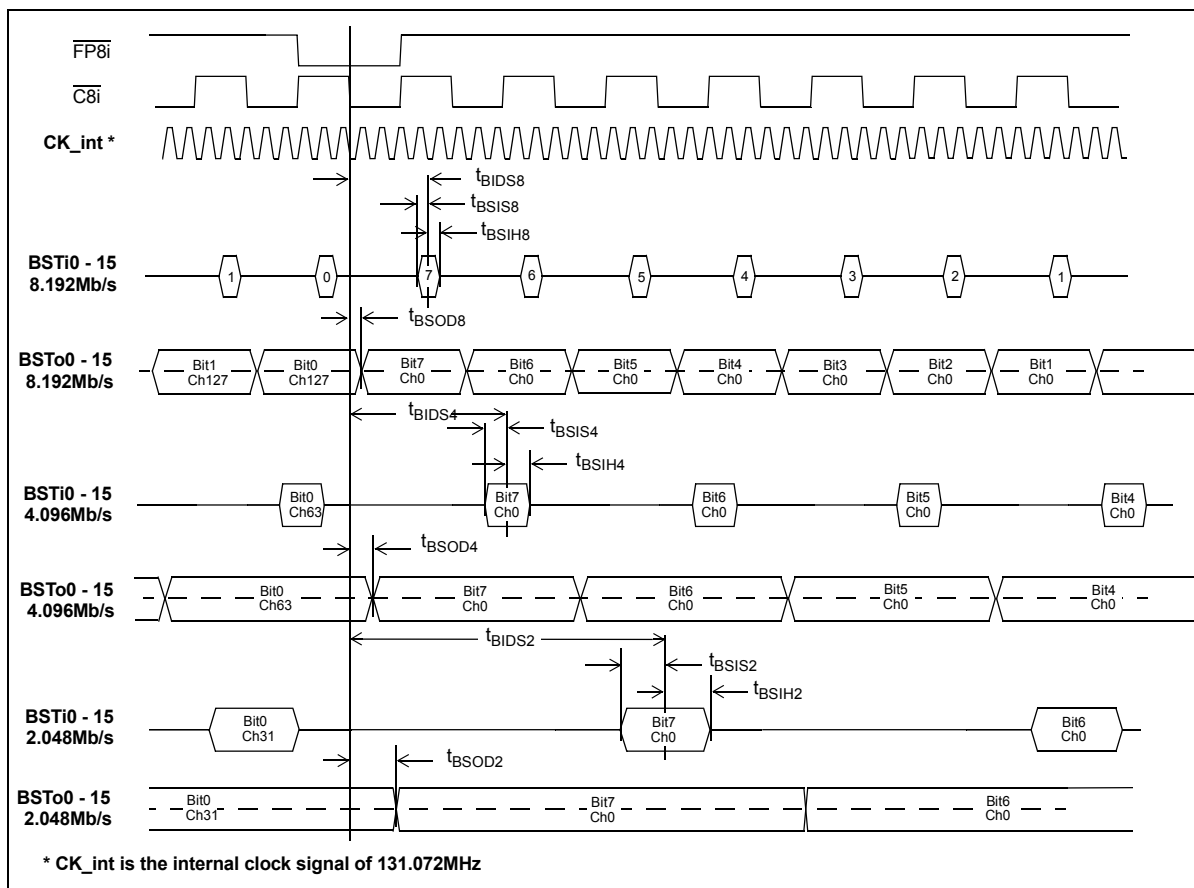 FP8i
C8i
CK_int *
tBIDS8
tBSIS8
tBSIH8
BSTi0 - 15
8.192Mb/s
1 0 7 6 5 4 3 2 1
tBSOD8
BSTo0 - 15
8.192Mb/s
Bit1 Ch127
Bit0 Ch127
Bit7 Ch0
Bit6 Ch0
Bit5 Ch0
Bit4 Ch0
Bit3 Ch0
Bit2 Ch0
Bit1 Ch0
tBIDS4
tBSIS4
tBSIH4
BSTi0 - 15
4.096Mb/s
Bit0 Ch63
Bit7 Ch0
Bit6 Ch0
Bit5 Ch0
Bit4 Ch0
tBSOD4
BSTo0 - 15
4.096Mb/s
Bit0 Ch63
Bit7 Ch0
Bit6 Ch0
Bit5 Ch0
Bit4 Ch0
tBIDS2
tBSIS2
tBSIH2
BSTi0 - 15
2.048Mb/s
Bit0 Ch31
Bit7 Ch0
Bit6 Ch0
tBSOD2
BSTo0 - 15
2.048Mb/s
Bit0 Ch31
Bit7 Ch0
Bit6 Ch0
* CK_int is the internal clock signal of 131.072MHz